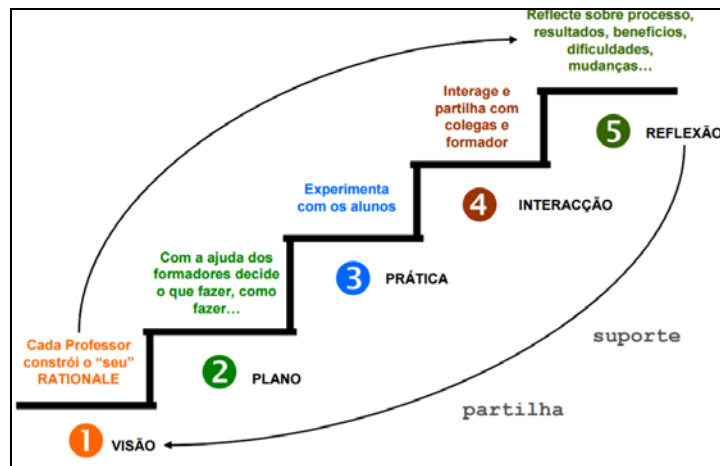 Reflecte sobre processo,
resultados, benefícios,
dificuldades,
mudanças…
Interage e
partilha com
colegas e
formador
5 REFLEXÃO
Experimenta
com os alunos
4 INTERACÇÃO
Com a ajuda dos
formadores decide
o que fazer, como
fazer…
3 PRÁTICA
Cada Professor
constrói o “seu”
RATIONALE
2 PLANO
suporte
partilha
1 VISÃO